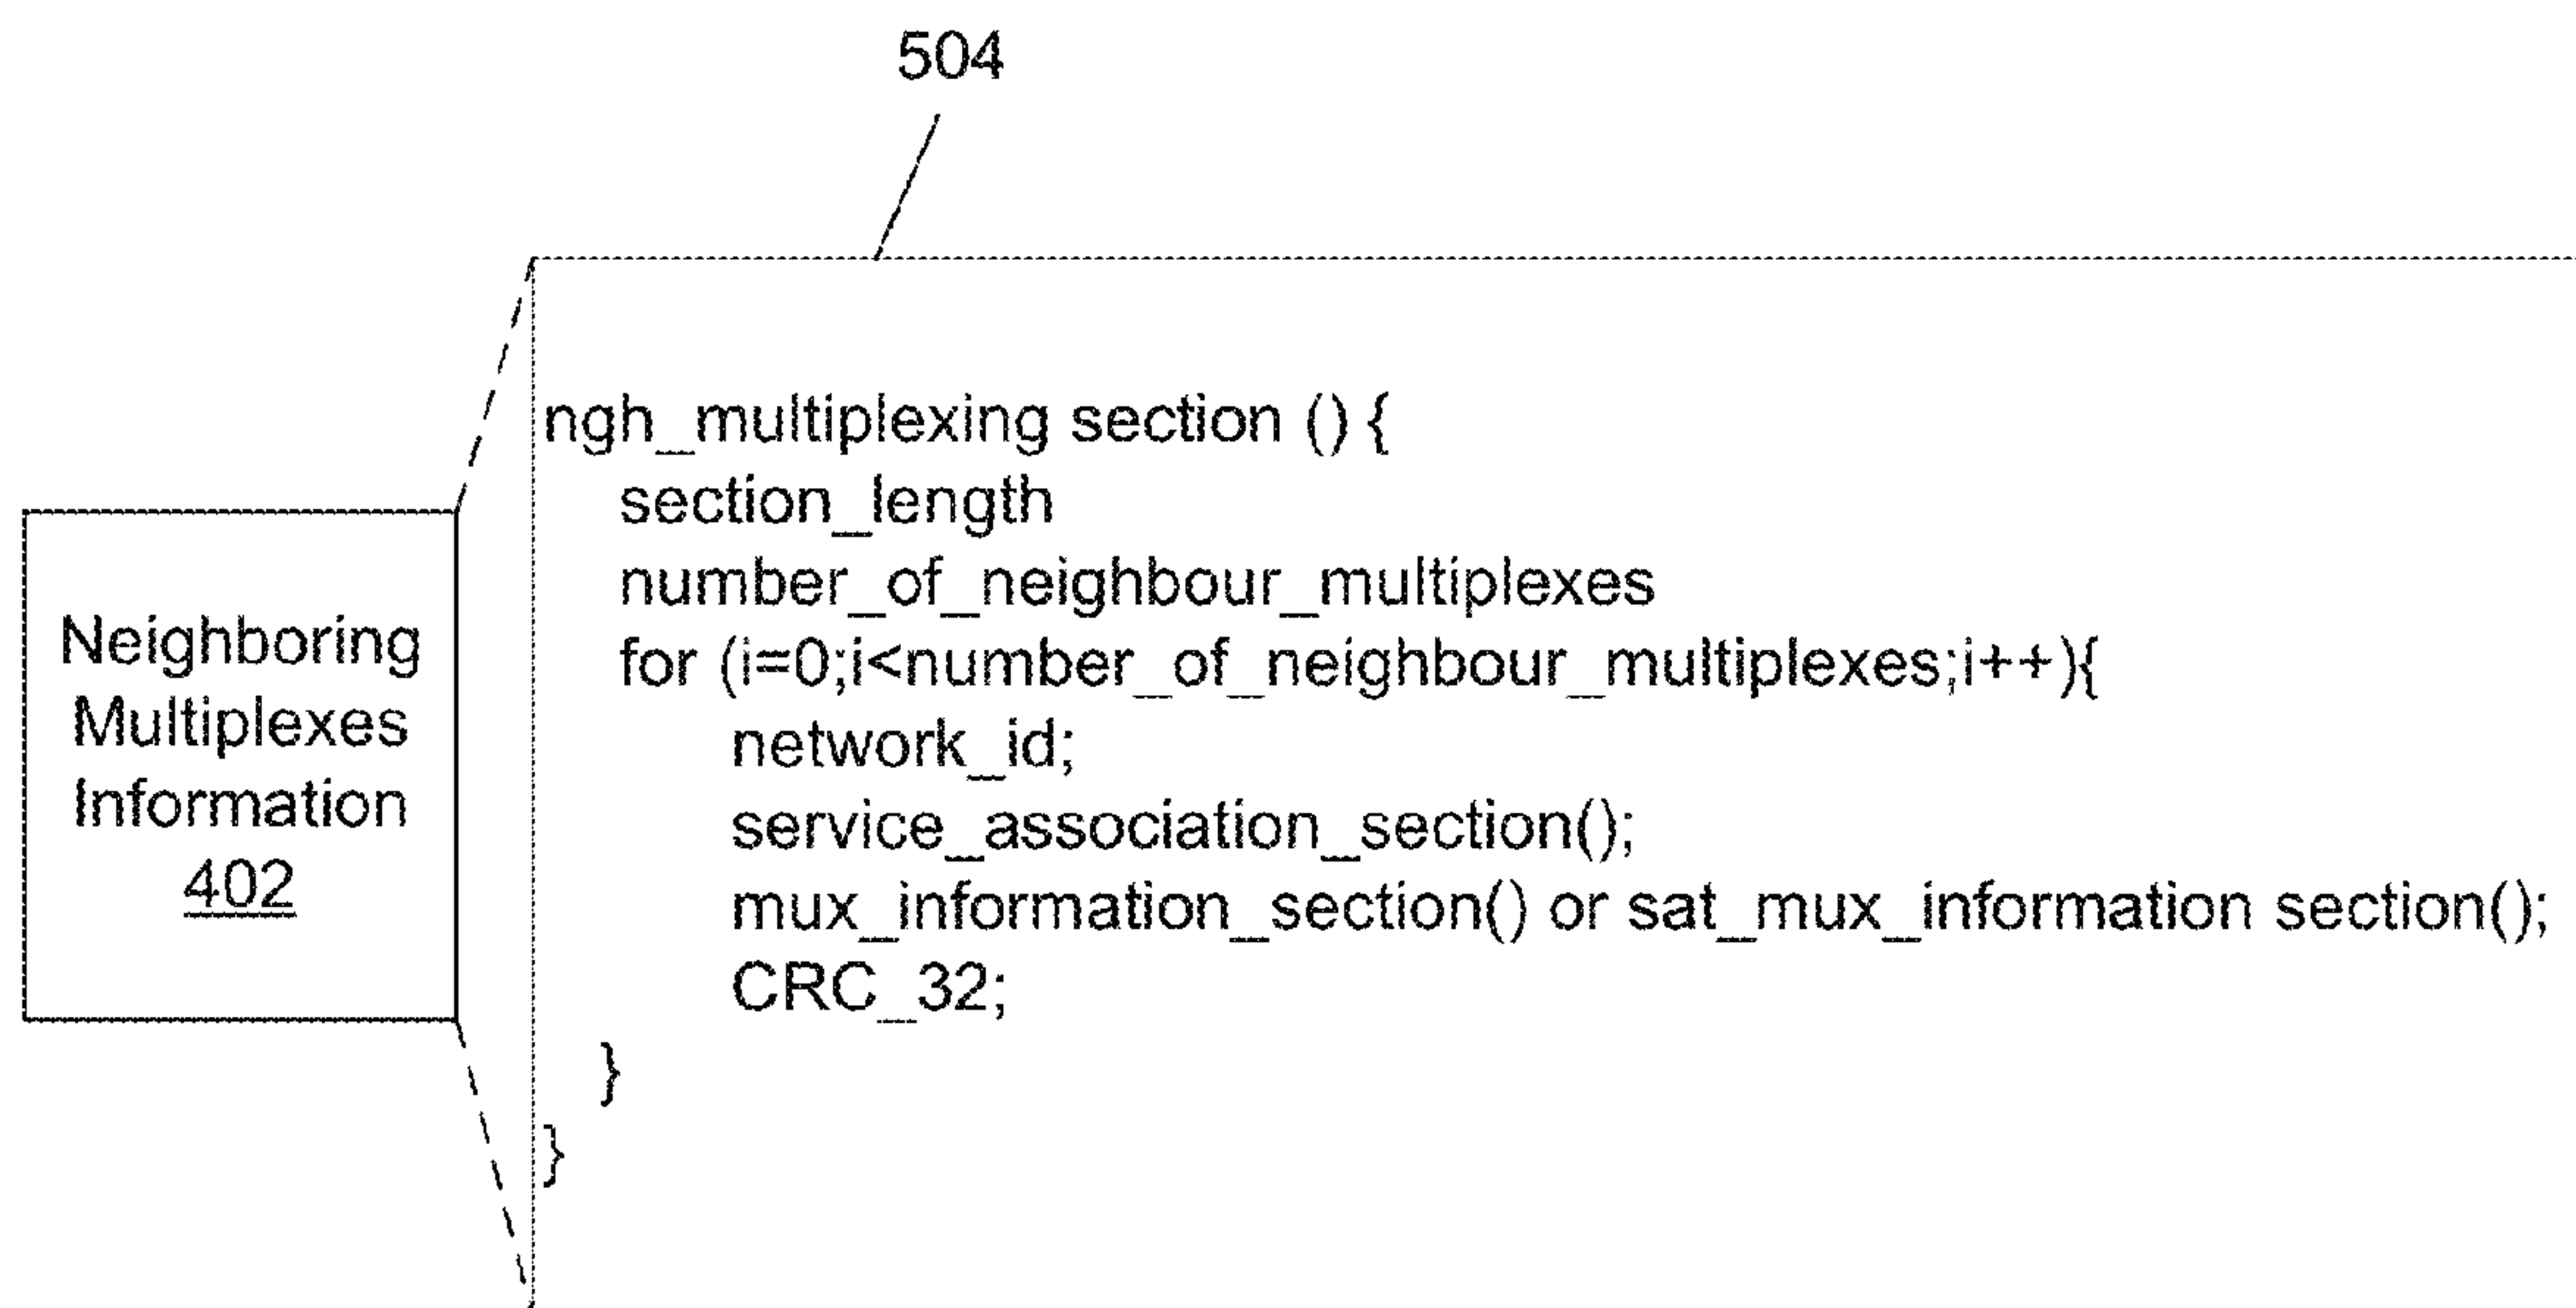 504
Neighboring
Multiplexes
Information
402
ngh_multiplexing section () {
section_length
number_of_neighbour_multiplexes
for (i=0;i<number_of_neighbour_multiplexes;i++){
network_id;
service_association_section();
mux_information_section() or sat_mux_information section();
CRC_32;
}
}